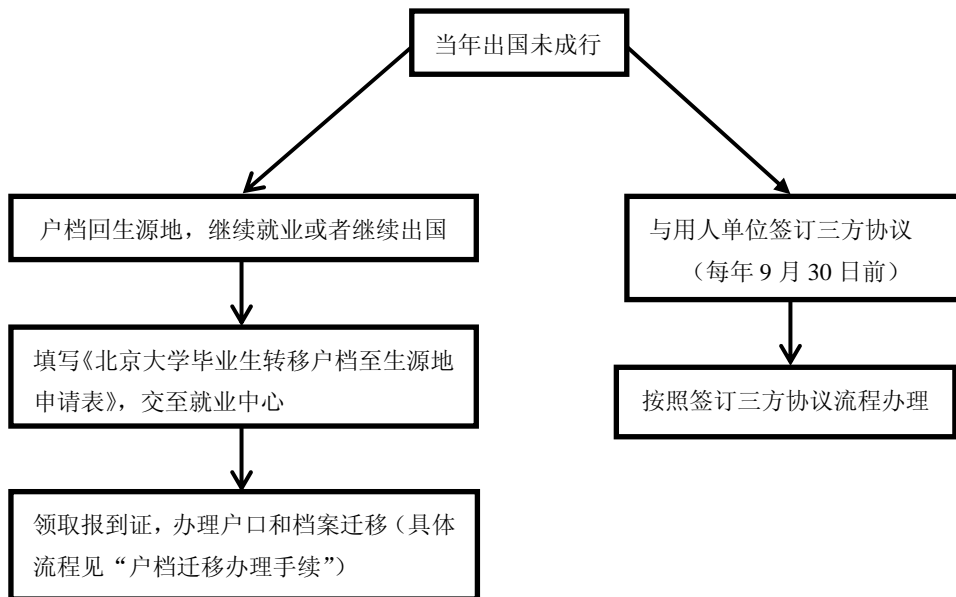 当年出国未成行
户档回生源地，继续就业或者继续出国
与用人单位签订三方协议
（每年 9 月 30 日前）
填写《北京大学毕业生转移户档至生源地
申请表》，交至就业中心
按照签订三方协议流程办理
领取报到证，办理户口和档案迁移（具体
流程见“户档迁移办理手续”）